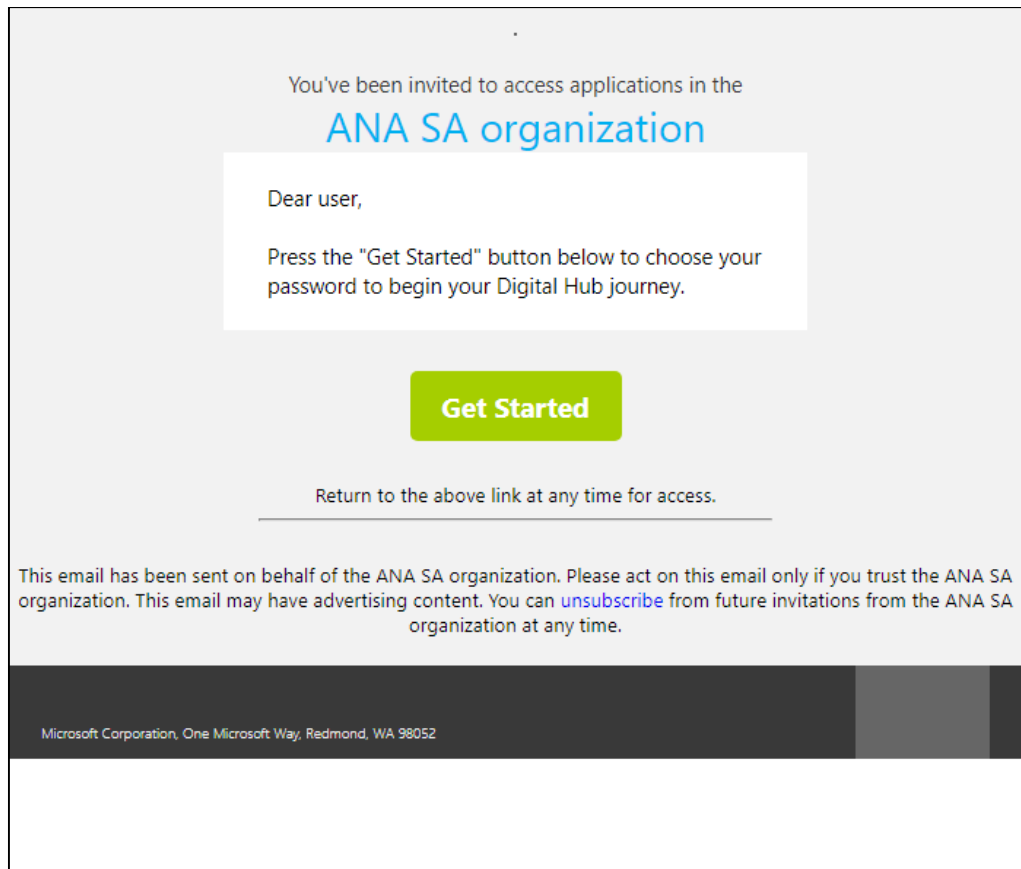 You've been invited to access applications in the
ANA SA organization
Dear user,
Press the "Get Started" button below to choose your
password to begin your Digital Hub journey.
Get Started
Return to the above link at any time for access.
This email has been sent on behalf of the ANA SA organization. Please act on this email only if you trust the ANA SA
organization. This email may have advertising content. You can unsubscribe from future invitations from the ANA SA
organization at any time.
Microsoft Corporation, One Microsoft Way, Redmond, WA 98052